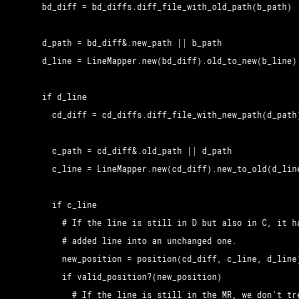 bd_diff = bd_diffs.diff_file_with_old_path(b_path)
d_path = bd_diff&.new_path || b_path
d_line = LineMapper.new(bd_diff).old_to_new(b_line)
if d_line
cd_diff = cd_diffs.diff_file_with_new_path(d_path)
c_path = cd_diff&.old_path || d_path
c_line = LineMapper.new(cd_diff).new_to_old(d_line
if c_line
# If the line is still in D but also in C, it ha
# added line into an unchanged one.
new_position = position(cd_diff, c_line, d_line)
if valid_position?(new_position)
# If the line is still in the MR, we don't tre